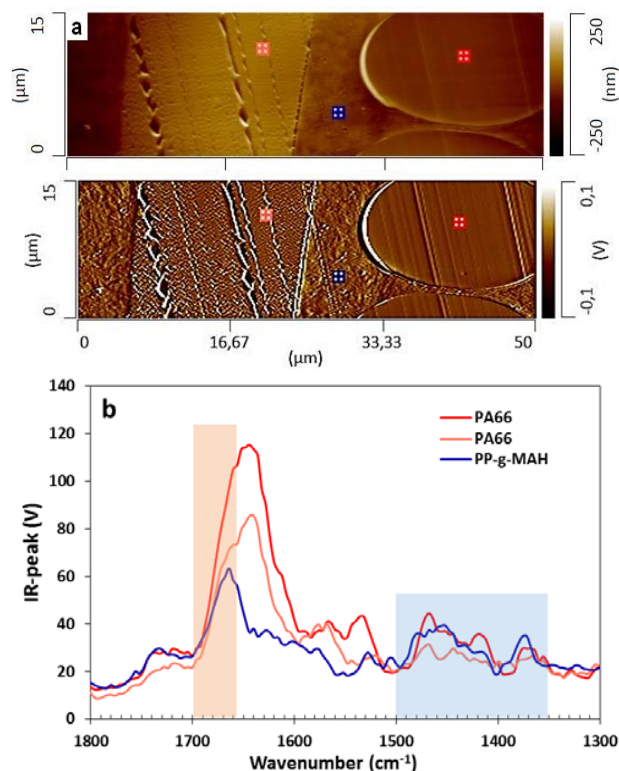 a
15
(µm)
0
250
(nm)
-250
15
(µm)
0
0,1
(V)
-0,1
0
16,67
33,33
50
(µm)
b
140
120
100
80
60
40
20
0
IR-peak (V)
PA66
PA66
PP-g-MAH
1800
1700
1600
1500
1400
1300
Wavenumber (cm⁻¹)